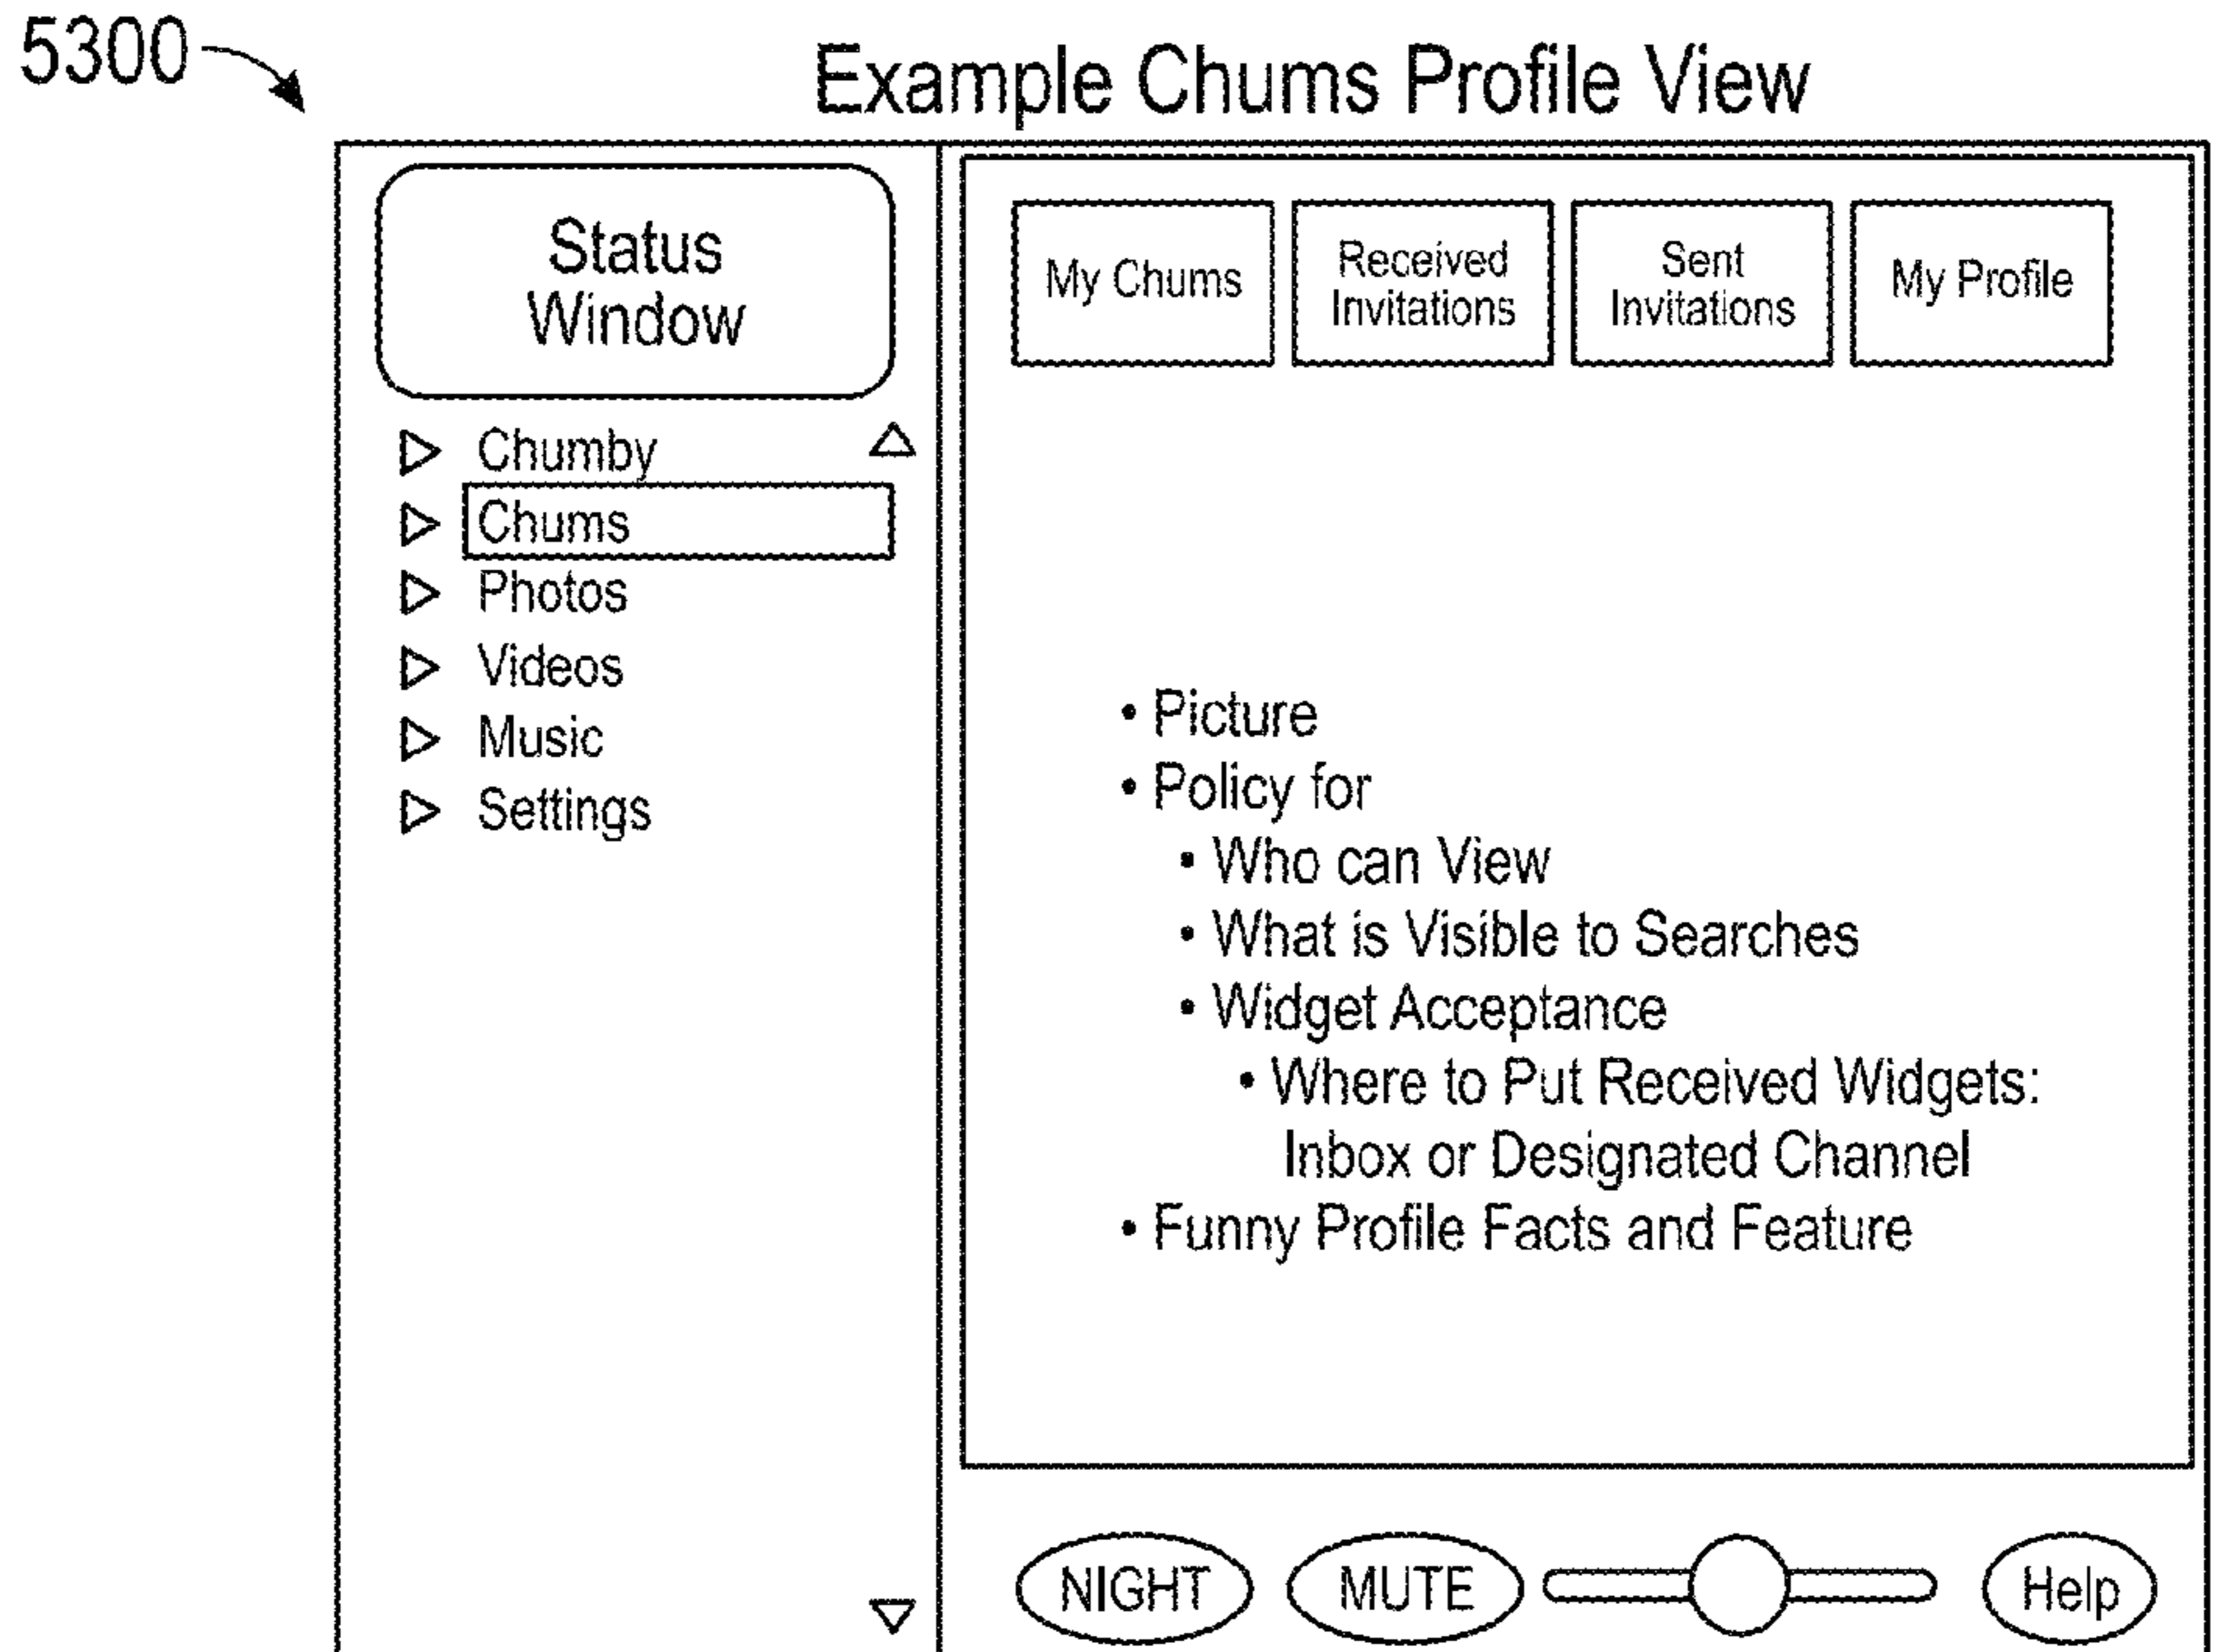 5300
Example Chums Profile View
Status
Window
Chumby
Chums
Photos
Videos
Music
Settings
My Chums
Received
Invitations
Sent
Invitations
My Profile
• Picture
• Policy for
• Who can View
• What is Visible to Searches
• Widget Acceptance
• Where to Put Received Widgets:
Inbox or Designated Channel
• Funny Profile Facts and Feature
NIGHT
MUTE
Help